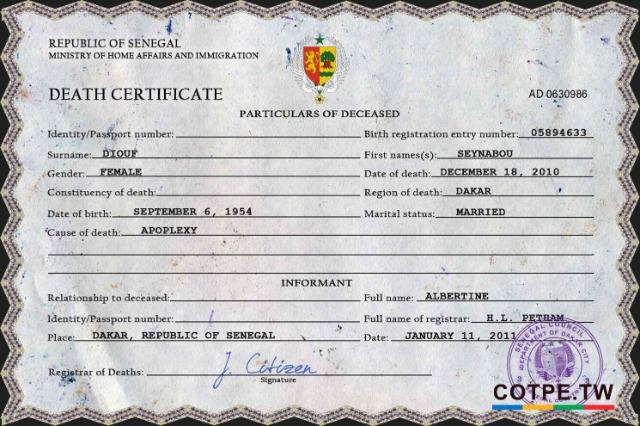 REPUBLIC OF SENEGAL
MINISTRY OF HOME AFFAIRS AND IMMIGRATION
DEATH CERTIFICATE
AD 0630986
PARTICULARS OF DECEASED
Identity/Passport number: Birth registration entry number: 05894633
Surname: DIOUF First names(s): SEYNABOU
Gender: FEMALE Date of death: DECEMBER 18, 2010
Constituency of death: Region of death: DAKAR
Date of birth: SEPTEMBER 6, 1954 Marital status: MARRIED
Cause of death: APOPLEXY
INFORMANT
Relationship to deceased: Full name: ALBERTINE
Identity/Passport number: Full name of registrar: H.L. PETHAM
Place: DAKAR, REPUBLIC OF SENEGAL Date: JANUARY 11, 2011
Registrar of Deaths: J. Citizen
Signature
SENEGAL COUNCIL
DEPARTMENT OF DAKAR CITY
COTPE.TW